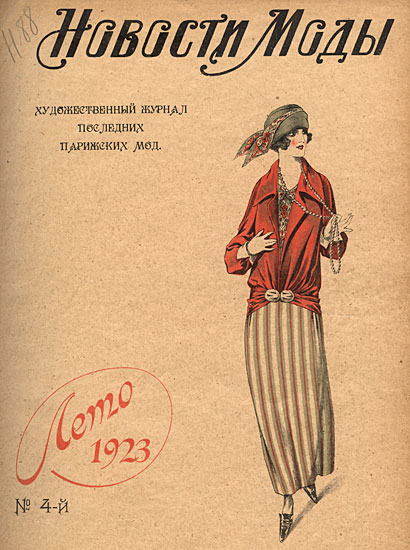 1188
Новости Моды
ХУДОЖЕСТВЕННЫЙ ЖУРНАЛ
ПОСЛЕДНИХ
ПАРИЖСКИХ МОД.
Лето
1923
№ 4-й